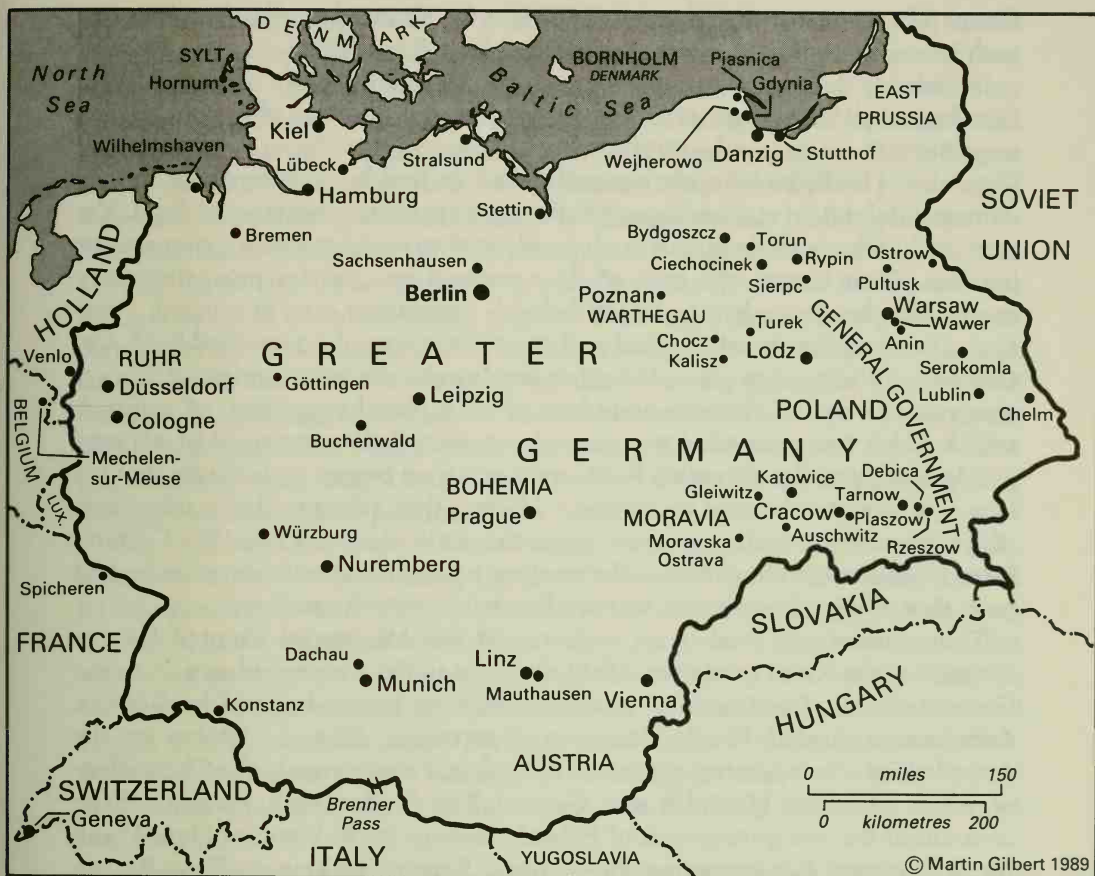 DENMARK
North
Sea
SYLT
Hornum
Baltic Sea
BORNHOLM
DENMARK
Piasnica
Gdynia
EAST
PRUSSIA
Kiel
Wilhelmshaven
Lübeck
Stralsund
Wejherowo
Danzig
Stutthof
Hamburg
SOVIET
UNION
Stettin
Bremen
Bydgoszcz
Torun
Ciechocinek
Rypin
Ostrow
Sachsenhausen
Sierpc
Pultusk
HOLLAND
Berlin
Poznan
WARTHEGAU
Warsaw
Wawer
Anin
Turek
Chocz
Kalisz
Lodz
GENERAL GOVERNMENT
Venlo
RUHR
GREATER
Serokomla
Düsseldorf
Göttingen
Leipzig
Lublin
Chelm
BELGIUM
Cologne
Buchenwald
POLAND
Mechelen-
sur-Meuse
GERMANY
LUX.
BOHEMIA
Prague
Gleiwitz
Katowice
Debica
Tarnow
MORAVIA
Cracow
Plaszow
Würzburg
Moravska
Ostrava
Auschwitz
Rzeszow
Nuremberg
Spicheren
SLOVAKIA
FRANCE
Dachau
Munich
Linz
Mauthausen
Vienna
HUNGARY
Konstanz
AUSTRIA
SWITZERLAND
Geneva
Brenner
Pass
ITALY
YUGOSLAVIA
0 miles 150
0 kilometres 200
© Martin Gilbert 1989